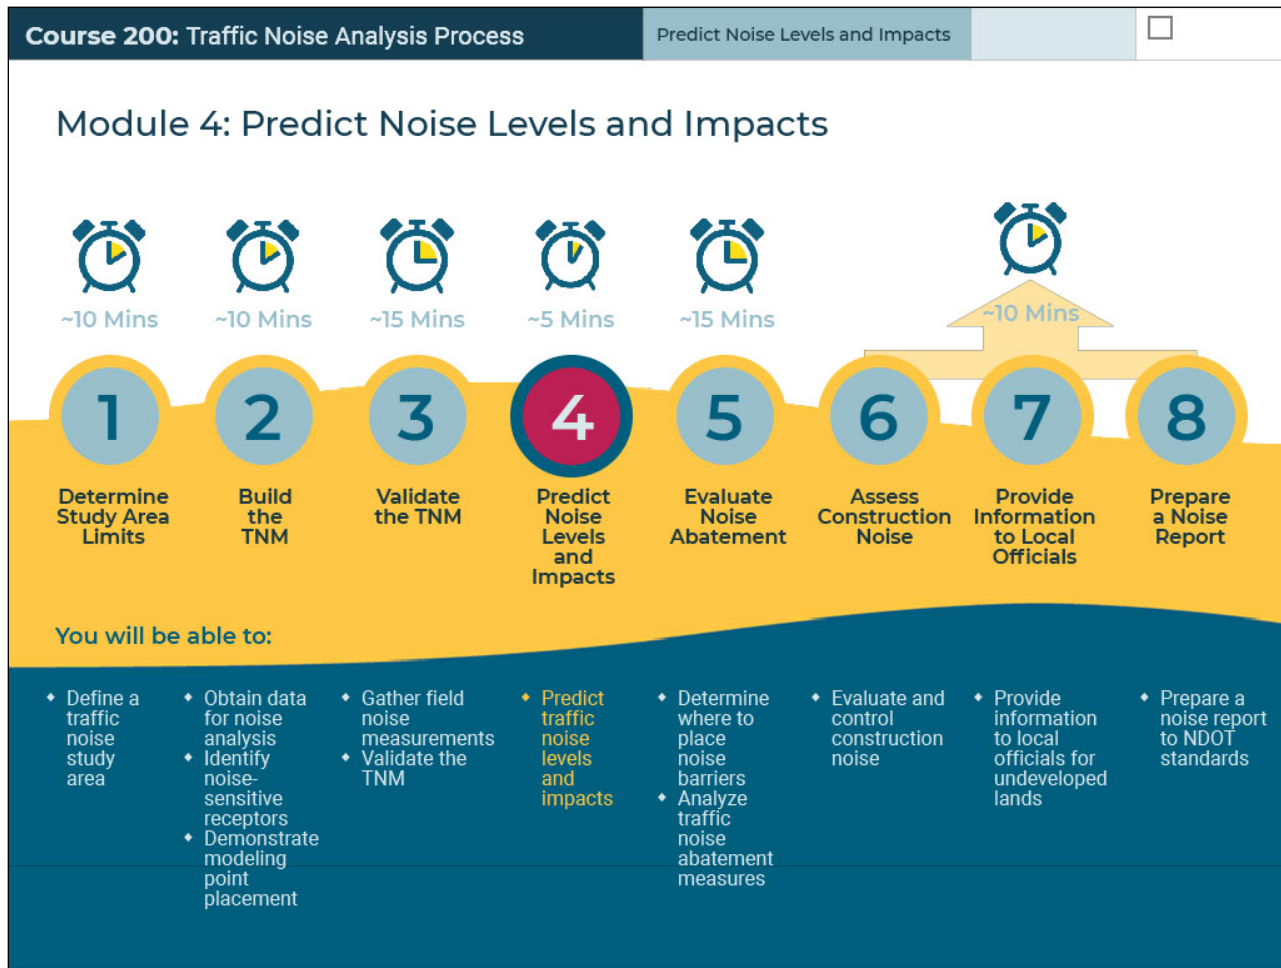 Course 200: Traffic Noise Analysis Process
Predict Noise Levels and Impacts
Module 4: Predict Noise Levels and Impacts
~10 Mins
~10 Mins
~15 Mins
~5 Mins
~15 Mins
~10 Mins
1
2
3
4
5
6
7
8
Determine
Study Area
Limits
Build
the
TNM
Validate
the TNM
Predict
Noise
Levels
and
Impacts
Evaluate
Noise
Abatement
Assess
Construction
Noise
Provide
Information
to Local
Officials
Prepare
a Noise
Report
You will be able to:
Define a
traffic
noise
study
area
Obtain data
for noise
analysis
Identify
noise-
sensitive
receptors
Demonstrate
modeling
point
placement
Gather field
noise
measurements
Validate the
TNM
Predict
traffic
noise
levels
and
impacts
Determine
where to
place
noise
barriers
Analyze
traffic
noise
abatement
measures
Evaluate and
control
construction
noise
Provide
information
to local
officials for
undeveloped
lands
Prepare a
noise report
to NDOT
standards